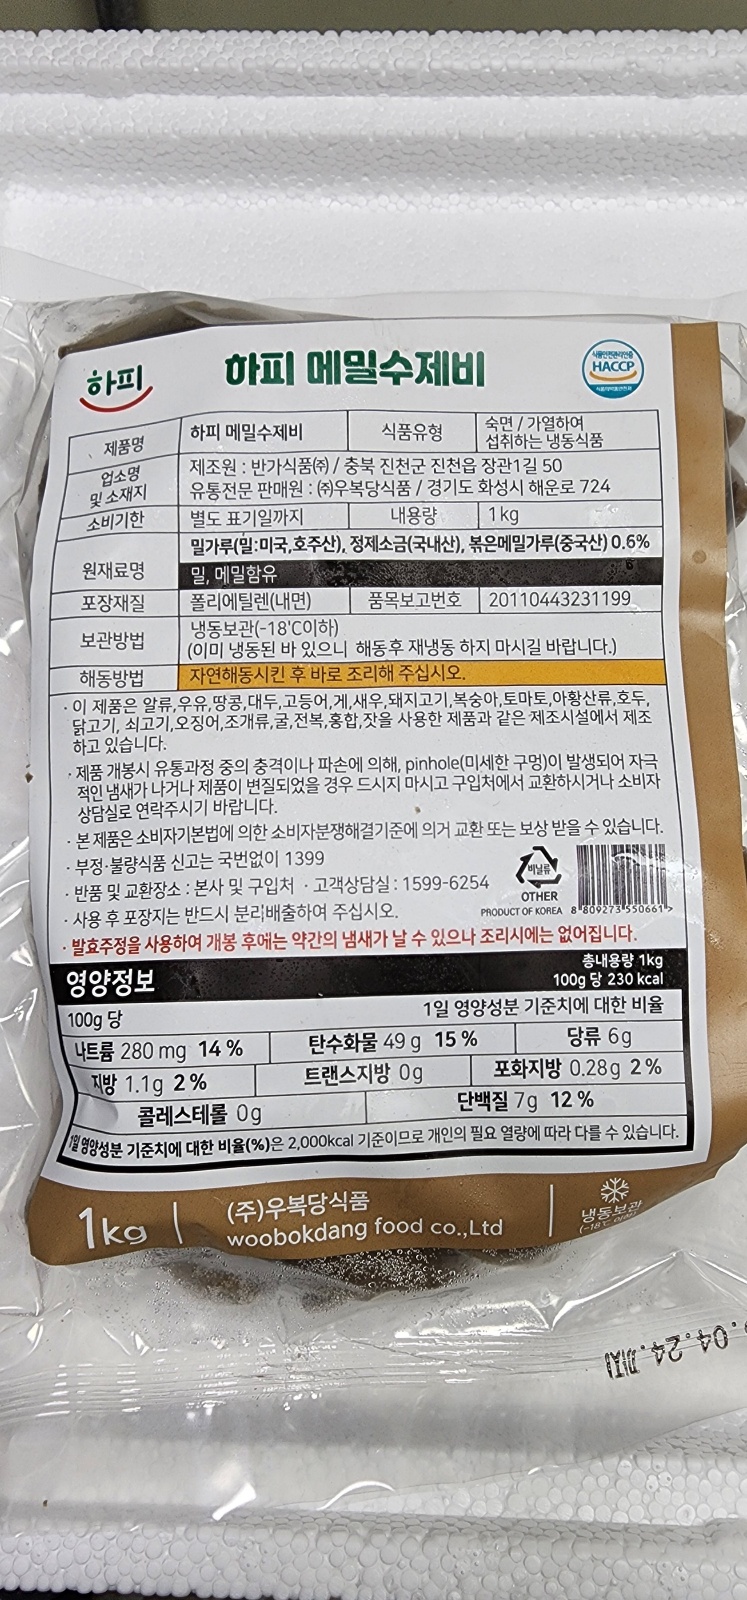 하피
하피 메밀수제비
식품안전관리인증
HACCP
식품의약품안전처
제품명 하피 메밀수제비 식품유형 숙면 / 가열하여 섭취하는 냉동식품
업소명 및 소재지 제조원 : 반가식품㈜ / 충북 진천군 진천읍 장관1길 50
유통전문 판매원 : ㈜우복당식품 / 경기도 화성시 해운로 724
소비기한 별도 표기일까지 내용량 1kg
원재료명 밀가루(밀:미국,호주산), 정제소금(국내산), 볶은메밀가루(중국산) 0.6%
밀, 메밀함유
포장재질 폴리에틸렌(내면) 품목보고번호 20110443231199
보관방법 냉동보관(-18℃이하)
(이미 냉동된 바 있으니 해동후 재냉동 하지 마시길 바랍니다.)
해동방법 자연해동시킨 후 바로 조리해 주십시오.
· 이 제품은 알류,우유,땅콩,대두,고등어,게,새우,돼지고기,복숭아,토마토,아황산류,호두,
닭고기, 쇠고기,오징어,조개류,굴,전복,홍합,잣을 사용한 제품과 같은 제조시설에서 제조
하고 있습니다.
· 제품 개봉시 유통과정 중의 충격이나 파손에 의해, pinhole(미세한 구멍)이 발생되어 자극
적인 냄새가 나거나 제품이 변질되었을 경우 드시지 마시고 구입처에서 교환하시거나 소비자
상담실로 연락주시기 바랍니다.
· 본 제품은 소비자기본법에 의한 소비자분쟁해결기준에 의거 교환 또는 보상 받을 수 있습니다.
· 부정·불량식품 신고는 국번없이 1399
· 반품 및 교환장소 : 본사 및 구입처 · 고객상담실 : 1599-6254
· 사용 후 포장지는 반드시 분리배출하여 주십시오.
비닐류
OTHER
PRODUCT OF KOREA 8 809273 550661 >
· 발효주정을 사용하여 개봉 후에는 약간의 냄새가 날 수 있으나 조리시에는 없어집니다.
영양정보 총내용량 1kg
100g 당 230 kcal
100g 당 1일 영양성분 기준치에 대한 비율
나트륨 280 mg 14 % 탄수화물 49 g 15 % 당류 6g
지방 1.1g 2 % 트랜스지방 0g 포화지방 0.28g 2 %
콜레스테롤 0g 단백질 7g 12 %
1일 영양성분 기준치에 대한 비율(%)은 2,000kcal 기준이므로 개인의 필요 열량에 따라 다를 수 있습니다.
1kg (주)우복당식품
woobokdang food co.,Ltd
냉동보관
(-18℃ 이하)
.04.24.까지